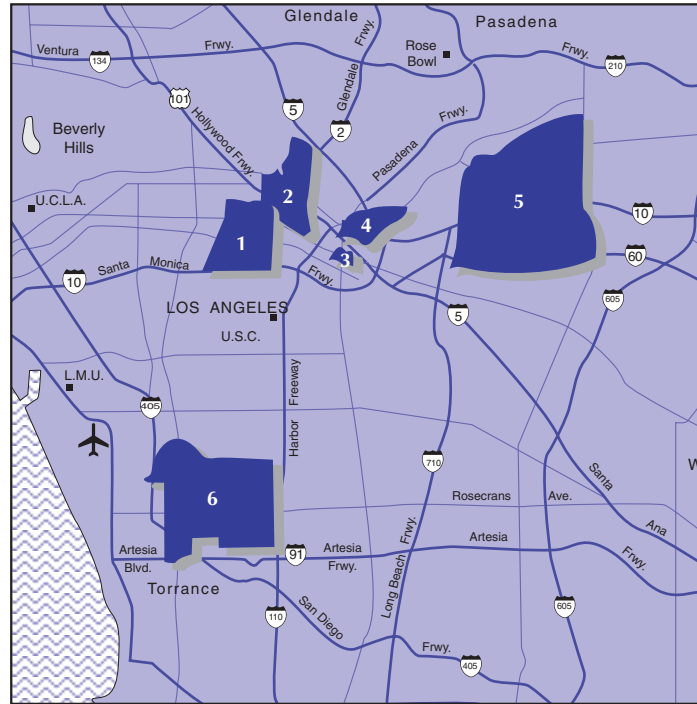 Glendale
Pasadena
Ventura
Frwy.
134
101
Hollywood Frwy.
5
Glendale
Frwy.
2
Rose
Bowl
Frwy.
210
Pasadena
Frwy.
Beverly
Hills
U.C.L.A.
1
2
3
4
5
10
60
605
10
Santa
Monica
Frwy.
LOS ANGELES
U.S.C.
5
L.M.U.
405
Harbor
Freeway
710
Santa
Ana
Frwy.
W
6
Rosecrans
Ave.
Artesia
Blvd.
91
Artesia
Frwy.
Artesia
Long Beach
Frwy.
Torrance
110
San Diego
Frwy.
405
605